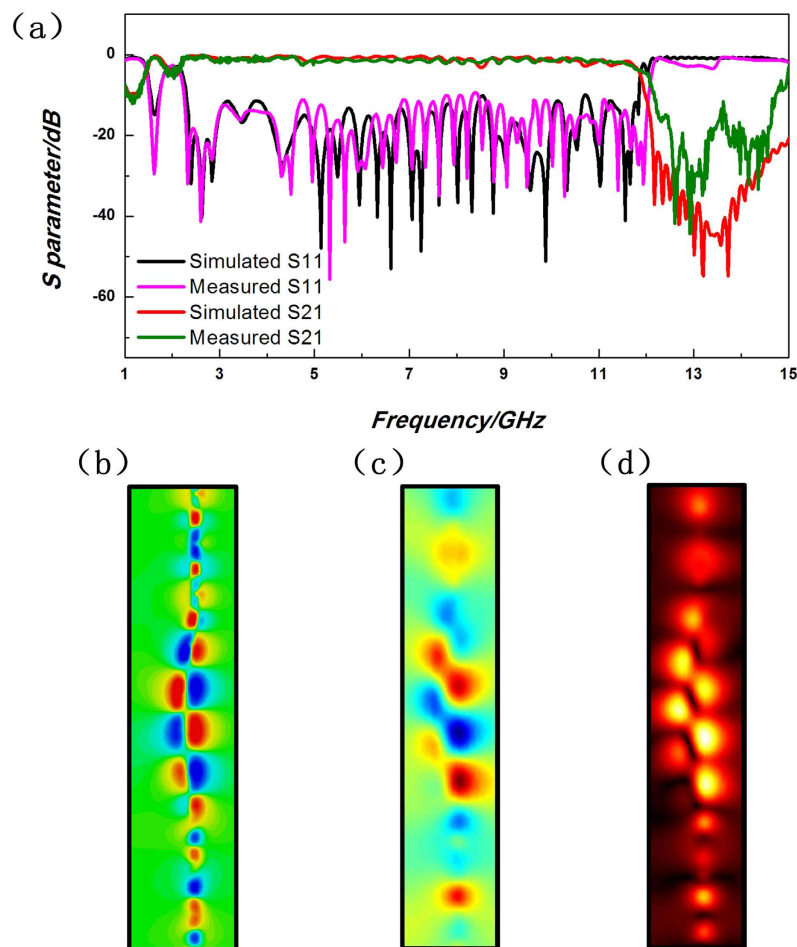 (a)
S parameter/dB
0
-20
-40
-60
Simulated S11
Measured S11
Simulated S21
Measured S21
1 3 5 7 9 11 13 15
Frequency/GHz
(b) (c) (d)